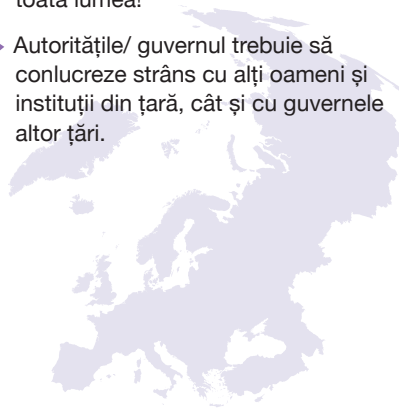 toată lumea!
Autoritățile/ guvernul trebuie să
conlucreze strâns cu alți oameni și
instituții din țară, cât și cu guvernele
altor țări.